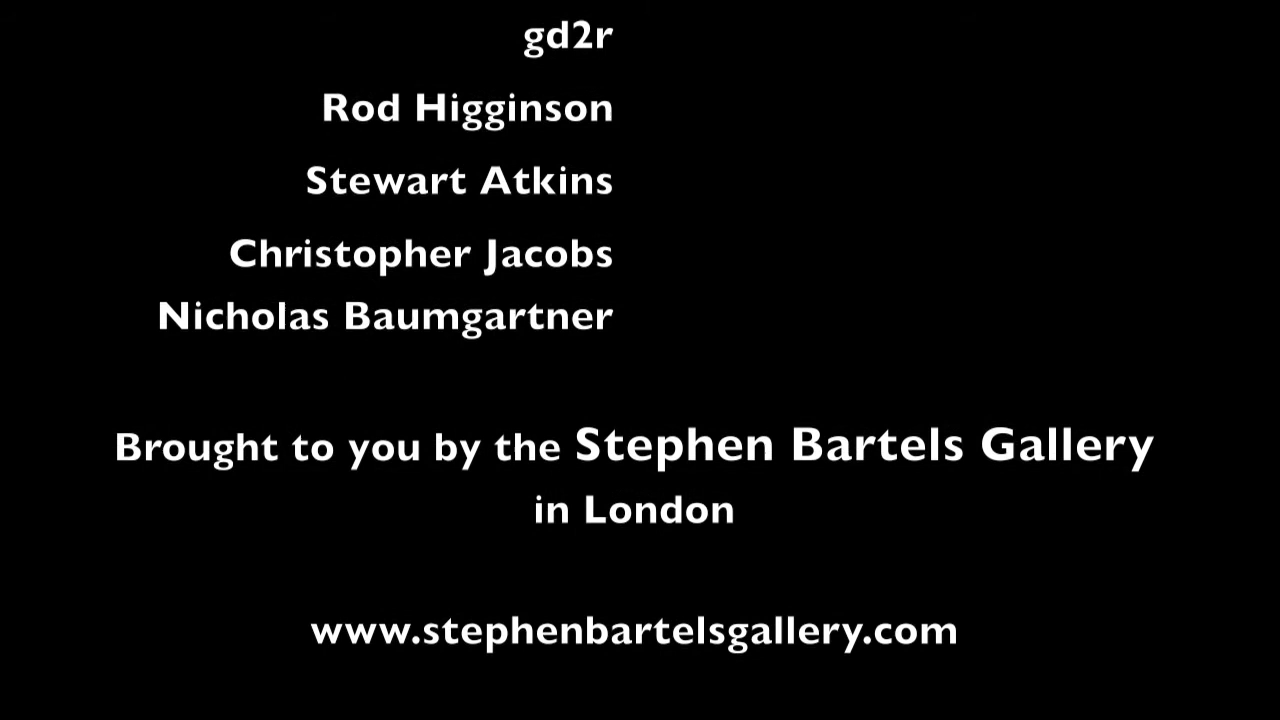 gd2r
Rod Higginson
Stewart Atkins
Christopher Jacobs
Nicholas Baumgartner
Brought to you by the Stephen Bartels Gallery
in London
www.stephenbartelsgallery.com